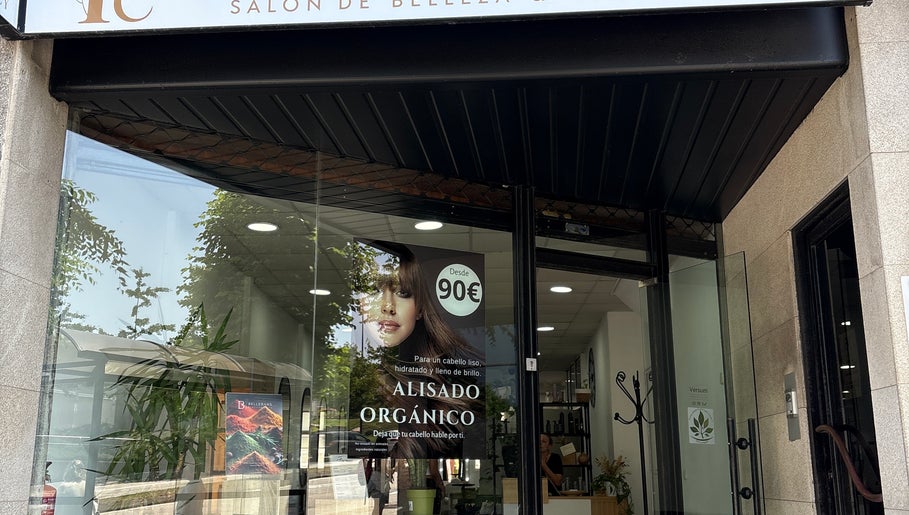 SALÓN DE BELLEZA
Desde
90€
Para un cabello liso,
hidratado y lleno de brillo.
ALISADO
ORGÁNICO
Deja que tu cabello hable por ti.